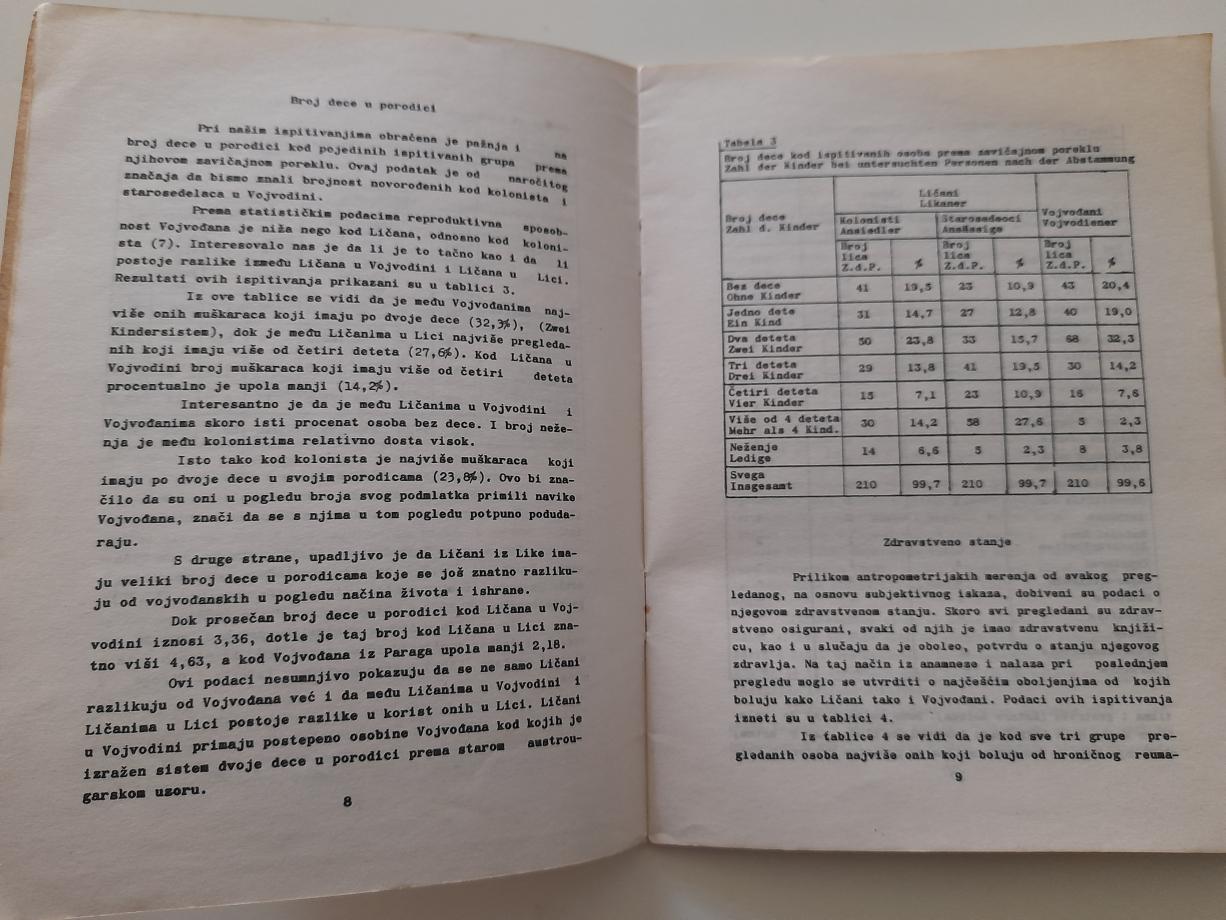 Broj dece u porodici
Pri našim ispitivanjima obraćena je pažnja i na
broj dece u porodici kod pojedinih ispitivanih grupa prema
njihovom zavičajnom poreklu. Ovaj podatak je od naročitog
značaja da bismo znali brojnost novorođenih kod kolonista i
starosedelaca u Vojvodini.
Prema statističkim podacima reproduktivna sposob-
nost Vojvođana je niža nego kod Ličana, odnosno kod koloni-
sta (7). Interesovalo nas je da li je to tačno kao i da li
postoje razlike između Ličana u Vojvodini i Ličana u Lici.
Rezultati ovih ispitivanja prikazani su u tablici 3.
Iz ove tablice se vidi da je među Vojvođanima naj-
više onih muškaraca koji imaju po dvoje dece (32,3%), (Zwei
Kindersistem), dok je među Ličanima u Lici najviše pregleda-
nih koji imaju više od četiri deteta (27,6%). Kod Ličana u
Vojvodini broj muškaraca koji imaju više od četiri deteta
procentualno je upola manji (14,2%).
Interesantno je da je među Ličanima u Vojvodini i
Vojvođanima skoro isti procenat osoba bez dece. I broj neže-
nja je među kolonistima relativno dosta visok.
Isto tako kod kolonista je najviše muškaraca koji
imaju po dvoje dece u svojim porodicama (23,8%). Ovo bi zna-
čilo da su oni u pogledu broja svog podmlatka primili navike
Vojvođana, znači da se s njima u tom pogledu potpuno poduda-
raju.
S druge strane, upadljivo je da Ličani iz Like ima-
ju veliki broj dece u porodicama koje se još znatno razliku-
ju od vojvođanskih u pogledu načina života i ishrane.
Dok prosečan broj dece u porodici kod Ličana u Voj-
vodini iznosi 3,36, dotle je taj broj kod Ličana u Lici zna-
tno viši 4,63, a kod Vojvođana iz Paraga upola manji 2,18.
Ovi podaci nesumnjivo pokazuju da se ne samo Ličani
razlikuju od Vojvođana već i da među Ličanima u Vojvodini i
Ličanima u Lici postoje razlike u korist onih u Lici. Ličani
u Vojvodini primaju postepeno osobine Vojvođana kod kojih je
izražen sistem dvoje dece u porodici prema starom austrou-
garskom uzoru.
8
Tabela 3
Broj dece kod ispitivanih osoba prema zavičajnom poreklu
Zahl der Kinder bei untersuchten Personen nach der Abstammung
Broj dece
Zahl d. Kinder
Ličani
Likaner
Vojvođani
Vojvodiener
Kolonisti
Ansiedler
Starosedeoci
Ansässige
Broj lica Z.d.P. % Broj lica Z.d.P. % Broj lica Z.d.P. %
Bez dece
Ohne Kinder 41 19,5 23 10,9 43 20,4
Jedno dete
Ein Kind 31 14,7 27 12,8 40 19,0
Dva deteta
Zwei Kinder 50 23,8 33 15,7 68 32,3
Tri deteta
Drei Kinder 29 13,8 41 19,5 30 14,2
Četiri deteta
Vier Kinder 15 7,1 23 10,9 16 7,6
Više od 4 deteta
Mehr als 4 Kind. 30 14,2 58 27,6 5 2,3
Neženje
Ledige 14 6,6 5 2,3 8 3,8
Svega
Insgesamt 210 99,7 210 99,7 210 99,6
Zdravstveno stanje
Prilikom antropometrijskih merenja od svakog preg-
ledanog, na osnovu subjektivnog iskaza, dobiveni su podaci o
njegovom zdravstvenom stanju. Skoro svi pregledani su zdrav-
stveno osigurani, svaki od njih je imao zdravstvenu knjiži-
cu, kao i u slučaju da je oboleo, potvrdu o stanju njegovog
zdravlja. Na taj način iz anamneze i nalaza pri poslednjem
pregledu moglo se utvrditi o najčešćim oboljenjima od kojih
boluju kako Ličani tako i Vojvođani. Podaci ovih ispitivanja
izneti su u tablici 4.
Iz tablice 4 se vidi da je kod sve tri grupe pre-
gledanih osoba najviše onih koji boluju od hroničnog reuma-
9